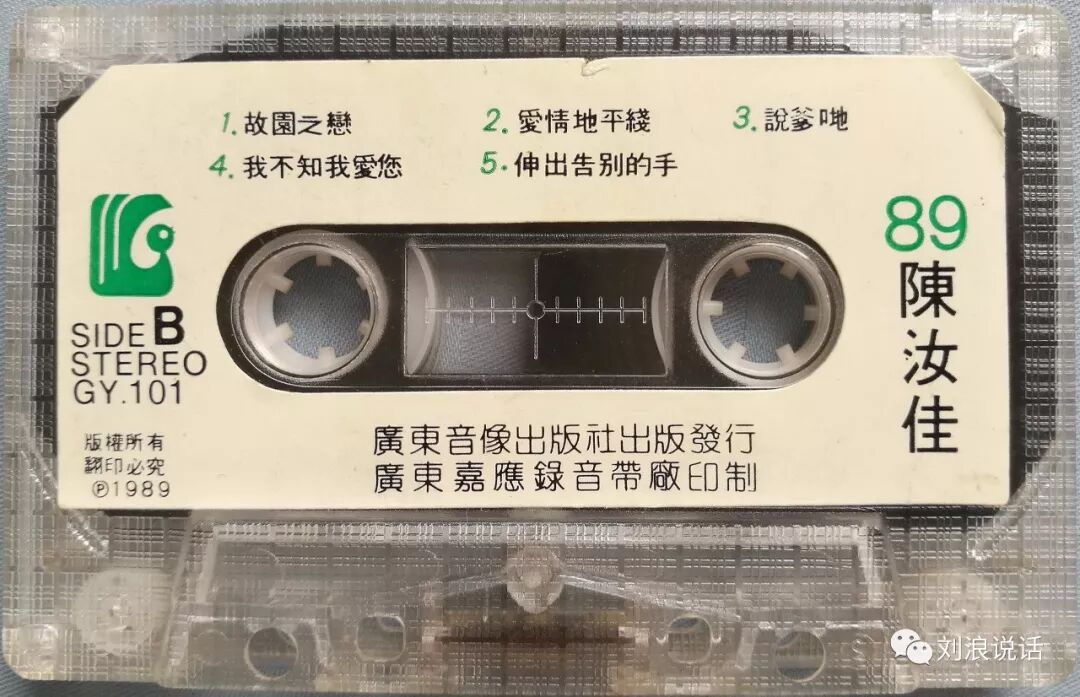 1.故園之戀 2.愛情地平綫 3.說爹哋
4.我不知我愛您 5.伸出告别的手
89
陳汝佳
SIDE B
STEREO
GY.101
版權所有
翻印必究
Ⓟ1989
廣東音像出版社出版發行
廣東嘉應錄音帶廠印制
刘浪说话